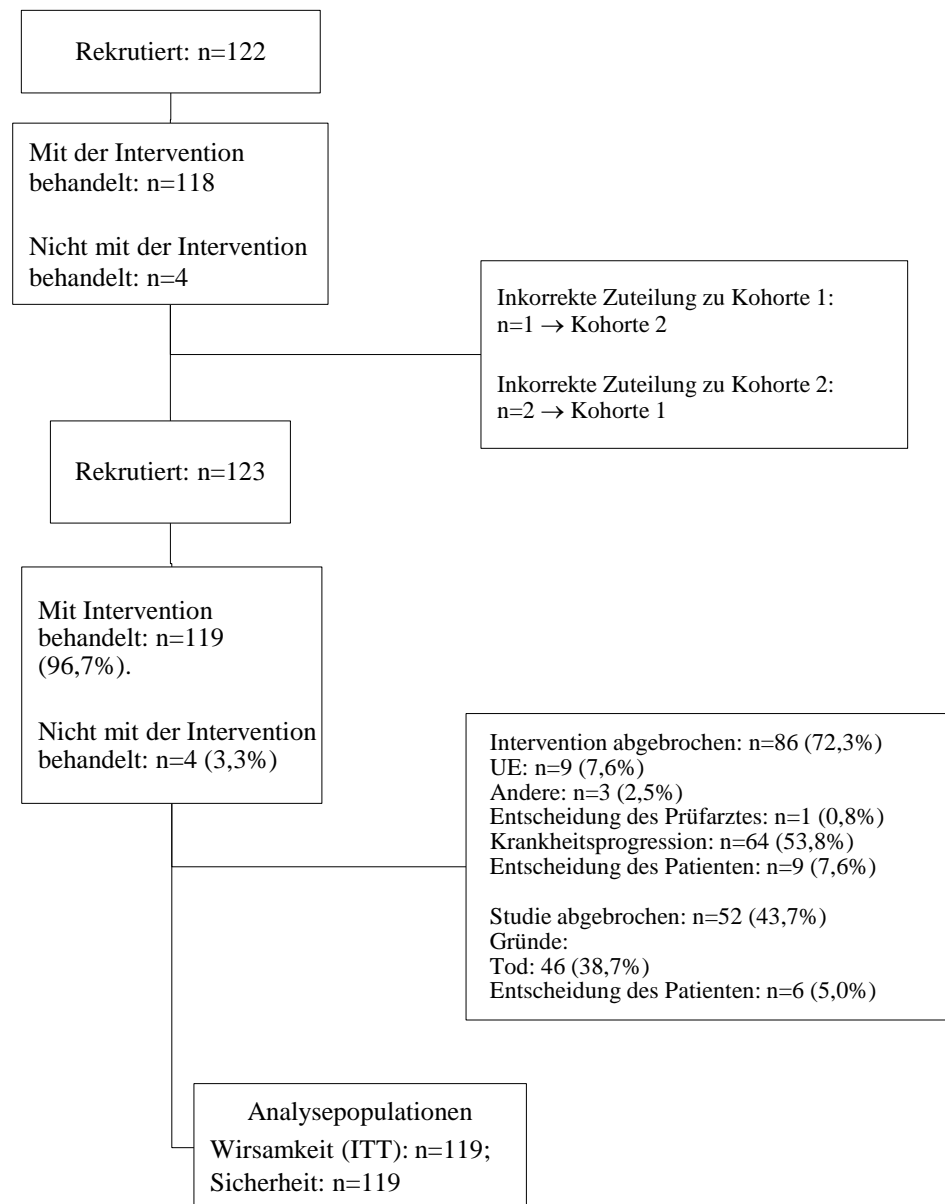 Rekrutiert: n=122
Mit der Intervention
behandelt: n=118
Nicht mit der Intervention
behandelt: n=4
Inkorrekte Zuteilung zu Kohorte 1:
n=1 → Kohorte 2
Inkorrekte Zuteilung zu Kohorte 2:
n=2 → Kohorte 1
Rekrutiert: n=123
Mit Intervention
behandelt: n=119
(96,7%).
Nicht mit der Intervention
behandelt: n=4 (3,3%)
Intervention abgebrochen: n=86 (72,3%)
UE: n=9 (7,6%)
Andere: n=3 (2,5%)
Entscheidung des Prüfarztes: n=1 (0,8%)
Krankheitsprogression: n=64 (53,8%)
Entscheidung des Patienten: n=9 (7,6%)
Studie abgebrochen: n=52 (43,7%)
Gründe:
Tod: 46 (38,7%)
Entscheidung des Patienten: n=6 (5,0%)
Analysepopulationen
Wirsamkeit (ITT): n=119;
Sicherheit: n=119